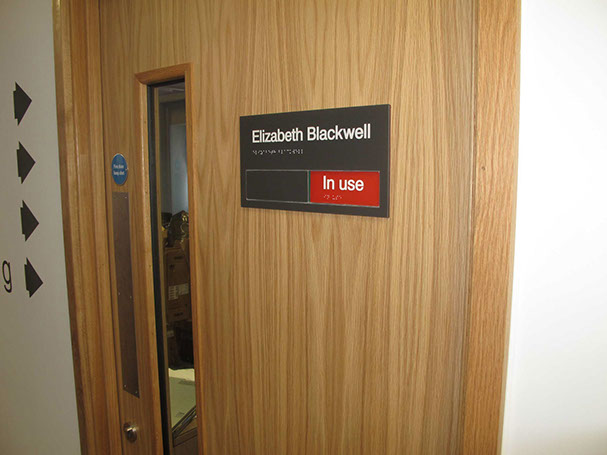 Elizabeth Blackwell
In use
g